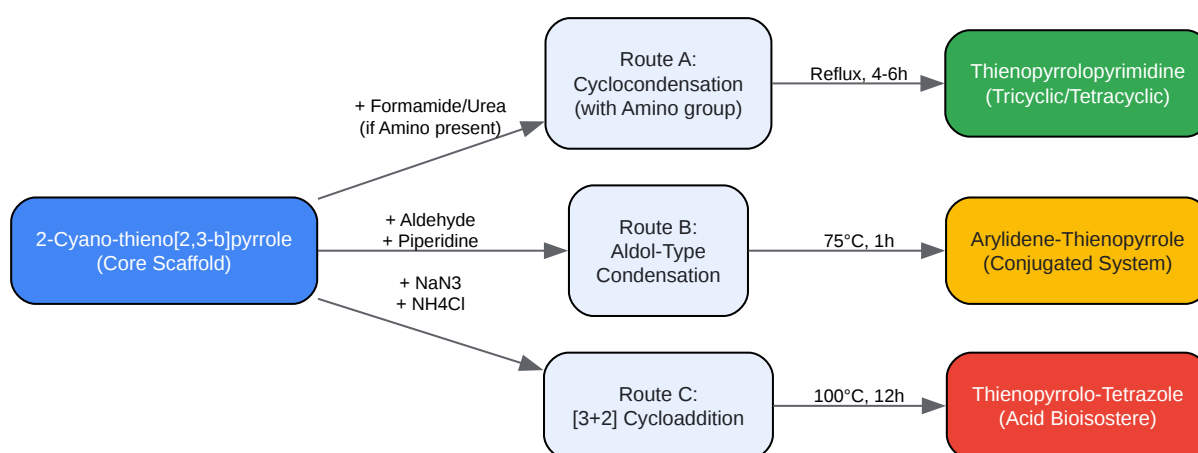 Route A:
Cyclocondensation
(with Amino group)
Reflux, 4-6h
Thienopyrrolopyrimidine
(Tricyclic/Tetracyclic)
+ Formamide/Urea
(if Amino present)
2-Cyano-thieno[2,3-b]pyrrole
(Core Scaffold)
+ Aldehyde
+ Piperidine
Route B:
Aldol-Type
Condensation
75°C, 1h
Arylidene-Thienopyrrole
(Conjugated System)
+ NaN3
+ NH4Cl
Route C:
[3+2] Cycloaddition
100°C, 12h
Thienopyrrolo-Tetrazole
(Acid Bioisostere)